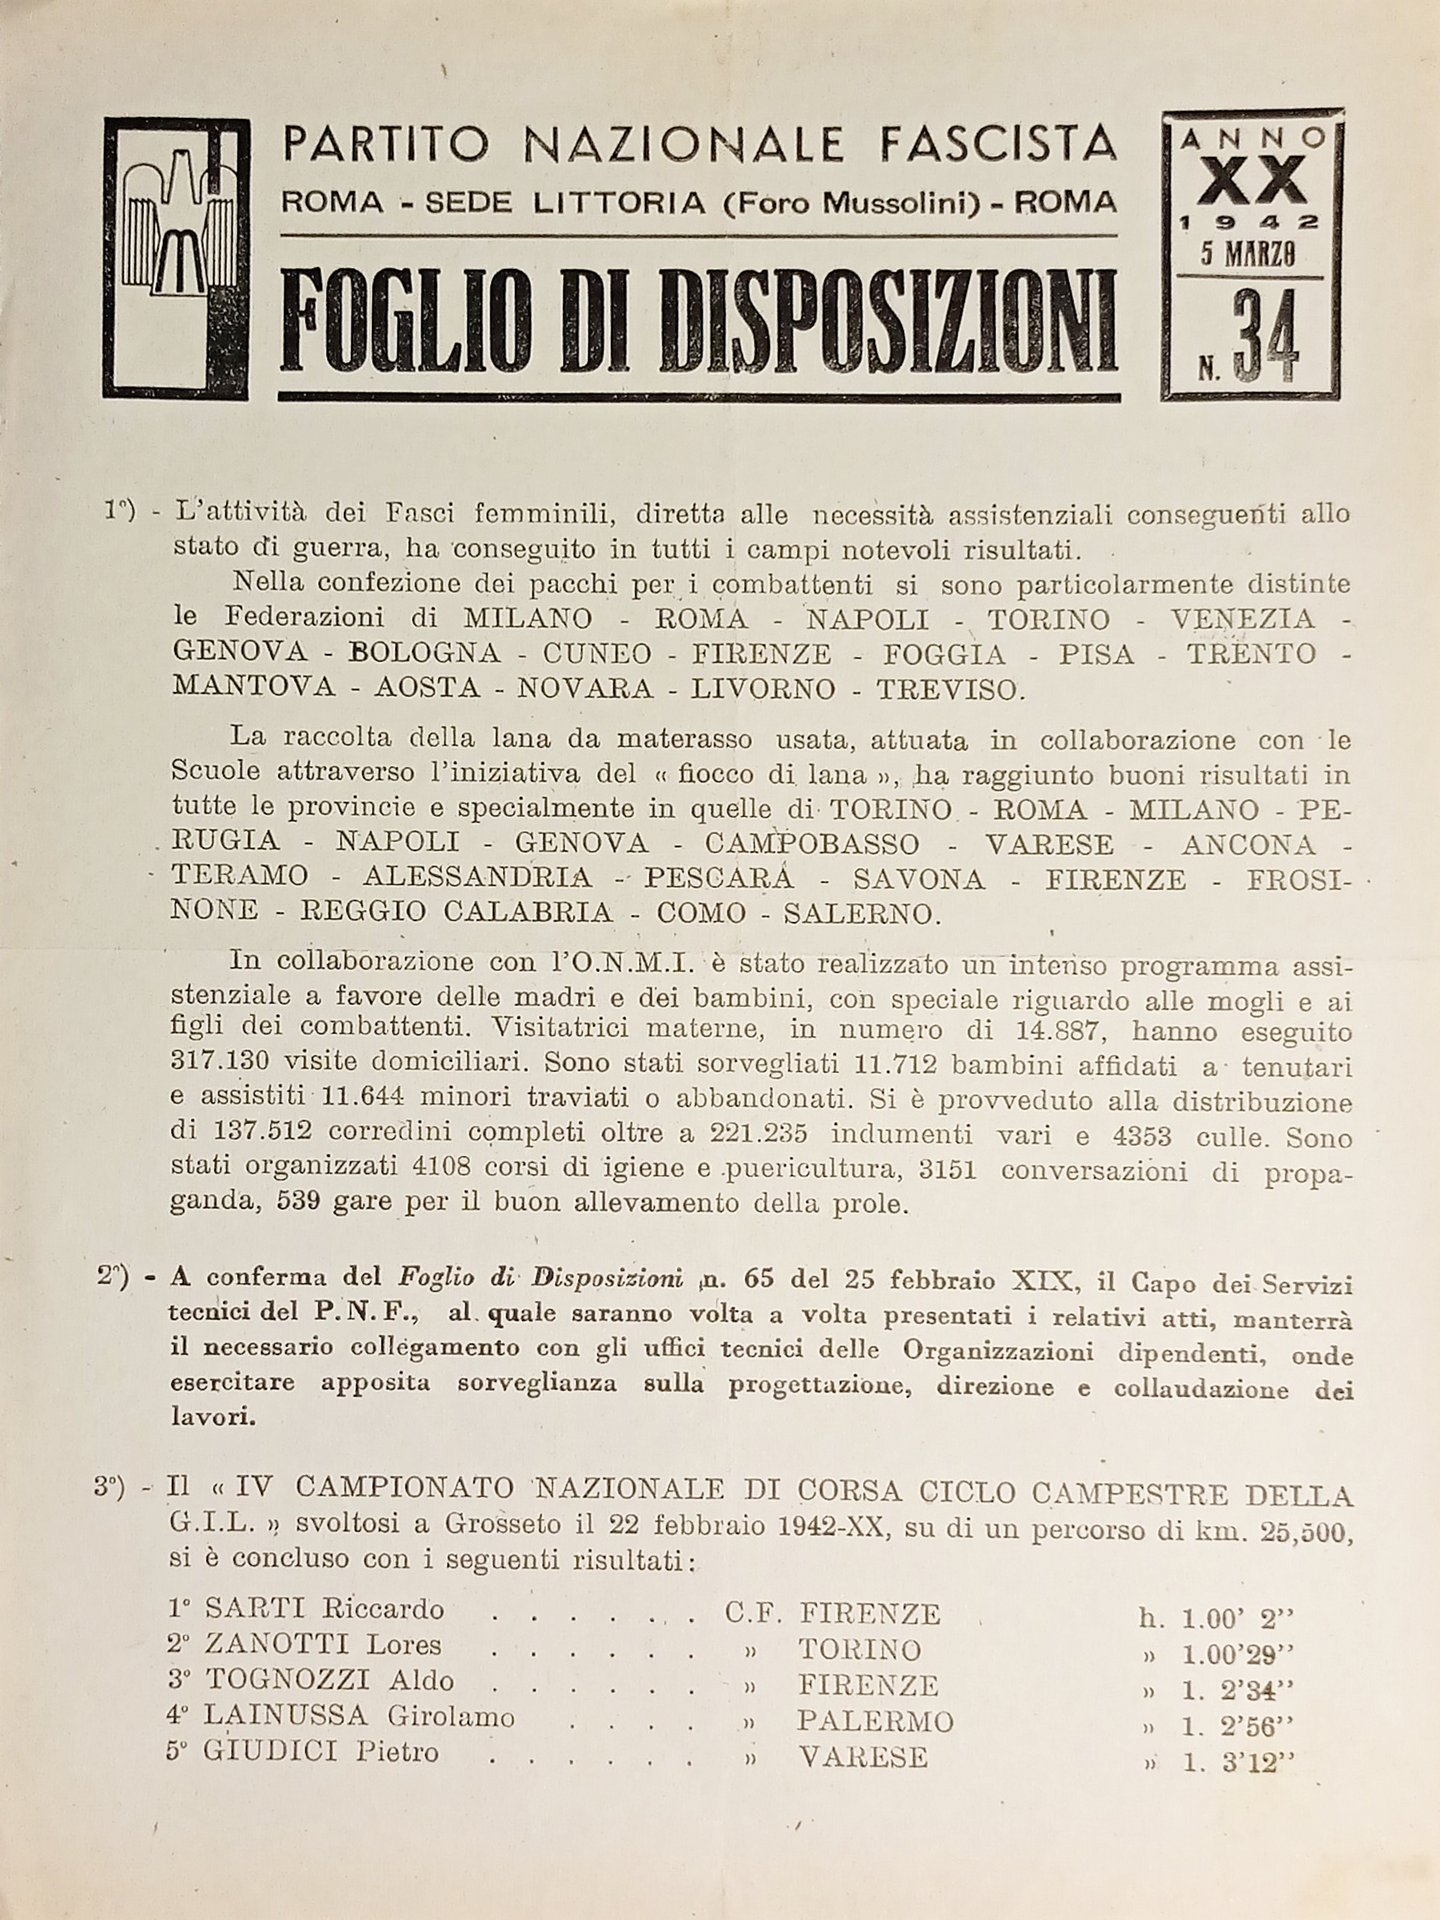 PARTITO NAZIONALE FASCISTA
ROMA - SEDE LITTORIA (Foro Mussolini) - ROMA
FOGLIO DI DISPOSIZIONI
ANNO
XX
1942
5 MARZO
N. 34
1°) - L'attività dei Fasci femminili, diretta alle necessità assistenziali conseguenti allo
stato di guerra, ha conseguito in tutti i campi notevoli risultati.
Nella confezione dei pacchi per i combattenti si sono particolarmente distinte
le Federazioni di MILANO - ROMA - NAPOLI - TORINO - VENEZIA -
GENOVA - BOLOGNA - CUNEO - FIRENZE - FOGGIA - PISA - TRENTO -
MANTOVA - AOSTA - NOVARA - LIVORNO - TREVISO.
La raccolta della lana da materasso usata, attuata in collaborazione con le
Scuole attraverso l'iniziativa del « fiocco di lana », ha raggiunto buoni risultati in
tutte le provincie e specialmente in quelle di TORINO - ROMA - MILANO - PE-
RUGIA - NAPOLI - GENOVA - CAMPOBASSO - VARESE - ANCONA -
TERAMO - ALESSANDRIA - PESCARA - SAVONA - FIRENZE - FROSI-
NONE - REGGIO CALABRIA - COMO - SALERNO.
In collaborazione con l'O.N.M.I. è stato realizzato un intenso programma assi-
stenziale a favore delle madri e dei bambini, con speciale riguardo alle mogli e ai
figli dei combattenti. Visitatrici materne, in numero di 14.887, hanno eseguito
317.130 visite domiciliari. Sono stati sorvegliati 11.712 bambini affidati a tenutari
e assistiti 11.644 minori traviati o abbandonati. Si è provveduto alla distribuzione
di 137.512 corredini completi oltre a 221.235 indumenti vari e 4353 culle. Sono
stati organizzati 4108 corsi di igiene e puericultura, 3151 conversazioni di propa-
ganda, 539 gare per il buon allevamento della prole.
2°) - A conferma del Foglio di Disposizioni n. 65 del 25 febbraio XIX, il Capo dei Servizi
tecnici del P.N.F., al quale saranno volta a volta presentati i relativi atti, manterrà
il necessario collegamento con gli uffici tecnici delle Organizzazioni dipendenti, onde
esercitare apposita sorveglianza sulla progettazione, direzione e collaudazione dei
lavori.
3°) - Il « IV CAMPIONATO NAZIONALE DI CORSA CICLO CAMPESTRE DELLA
G.I.L. » svoltosi a Grosseto il 22 febbraio 1942-XX, su di un percorso di km. 25,500,
si è concluso con i seguenti risultati:
1° SARTI Riccardo . . . . . . C.F. FIRENZE h. 1.00' 2''
2° ZANOTTI Lores . . . . . . » TORINO » 1.00'29''
3° TOGNOZZI Aldo . . . . . . » FIRENZE » 1. 2'34''
4° LAINUSSA Girolamo . . . . » PALERMO » 1. 2'56''
5° GIUDICI Pietro . . . . . . » VARESE » 1. 3'12''